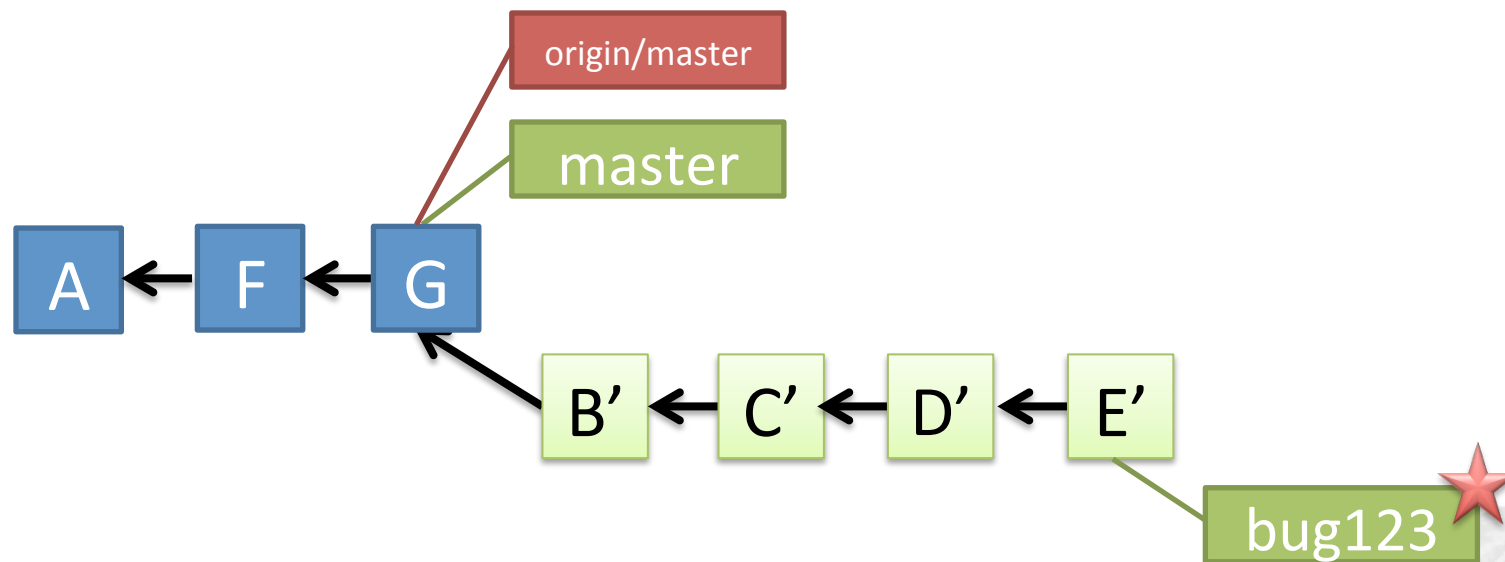 origin/master
master
A F G
B’ C’ D’ E’
bug123